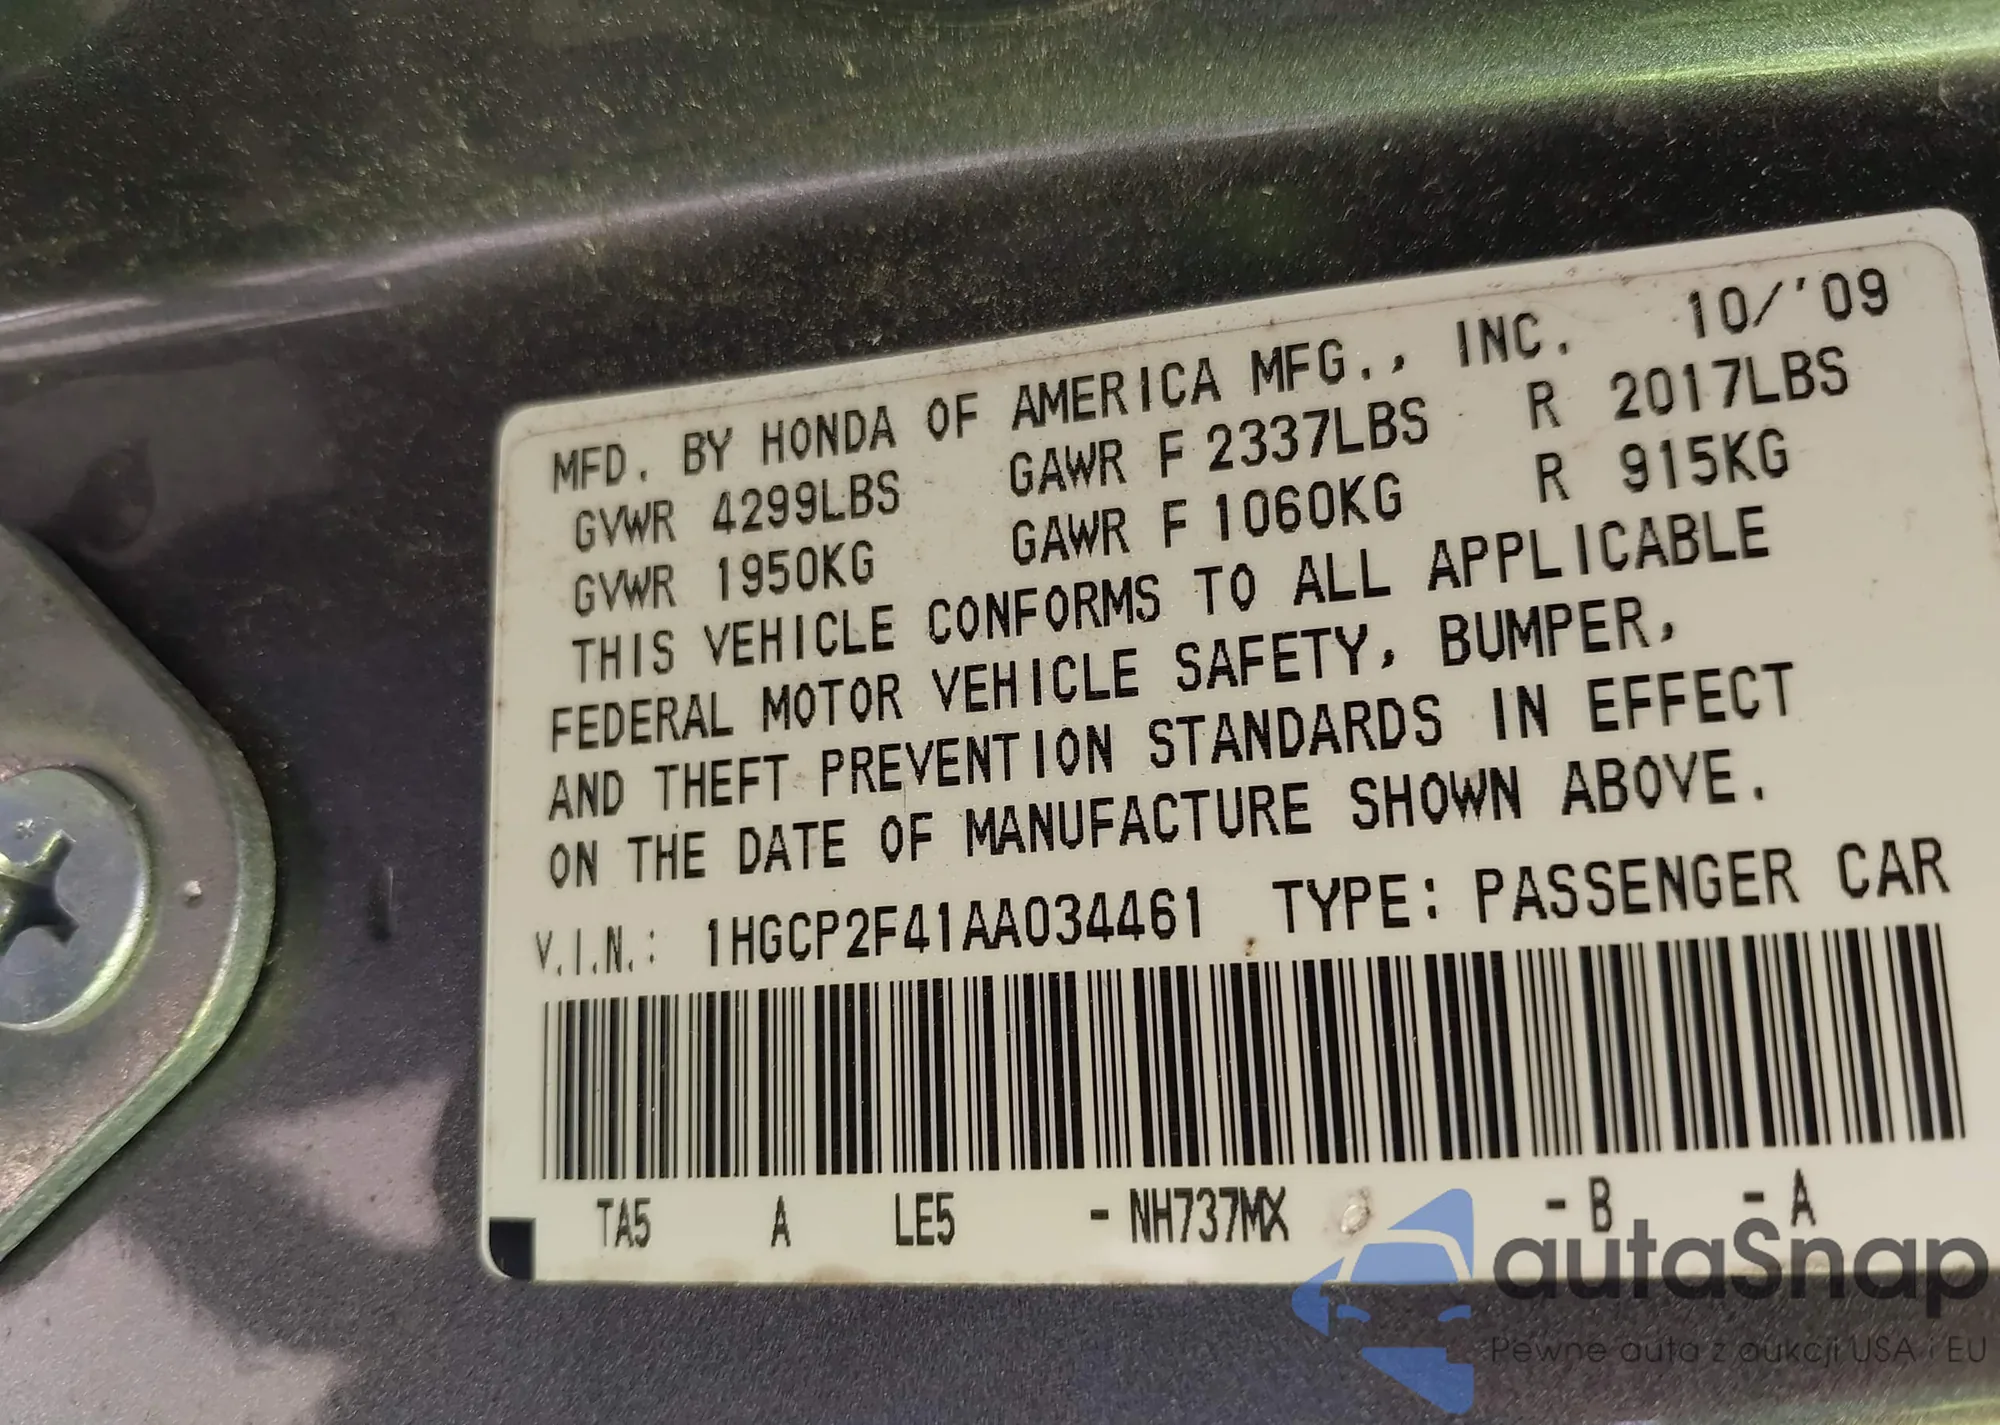 MFD. BY HONDA OF AMERICA MFG., INC. 10/'09
GVWR 4299LBS GAWR F 2337LBS R 2017LBS
GVWR 1950KG GAWR F 1060KG R 915KG
THIS VEHICLE CONFORMS TO ALL APPLICABLE
FEDERAL MOTOR VEHICLE SAFETY, BUMPER,
AND THEFT PREVENTION STANDARDS IN EFFECT
ON THE DATE OF MANUFACTURE SHOWN ABOVE.
V.I.N.: 1HGCP2F41AA034461 TYPE: PASSENGER CAR
TA5 A LE5 - NH737MX - B - A
autaSnap
Pewne auta z aukcji USA i EU